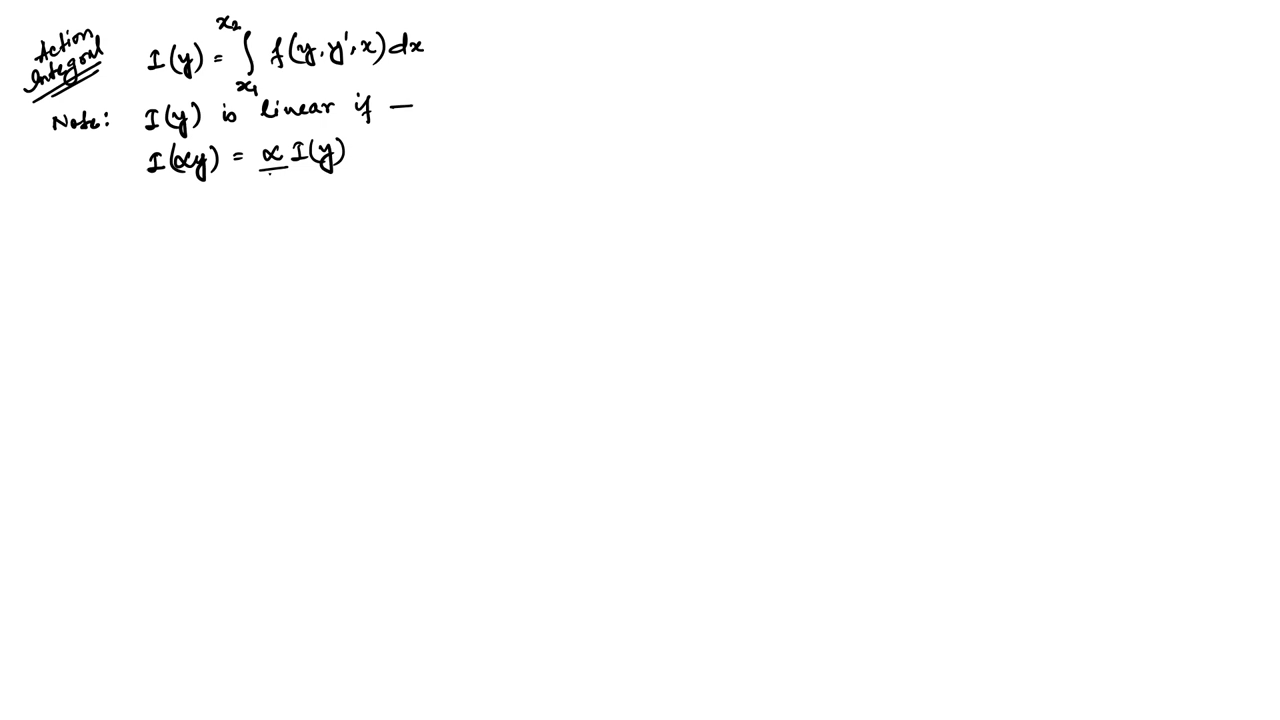 Action Integral
I(y) = ∫_{x₁}^{x₂} f(y, y', x) dx
Note: I(y) is linear if —
I(αy) = α I(y)